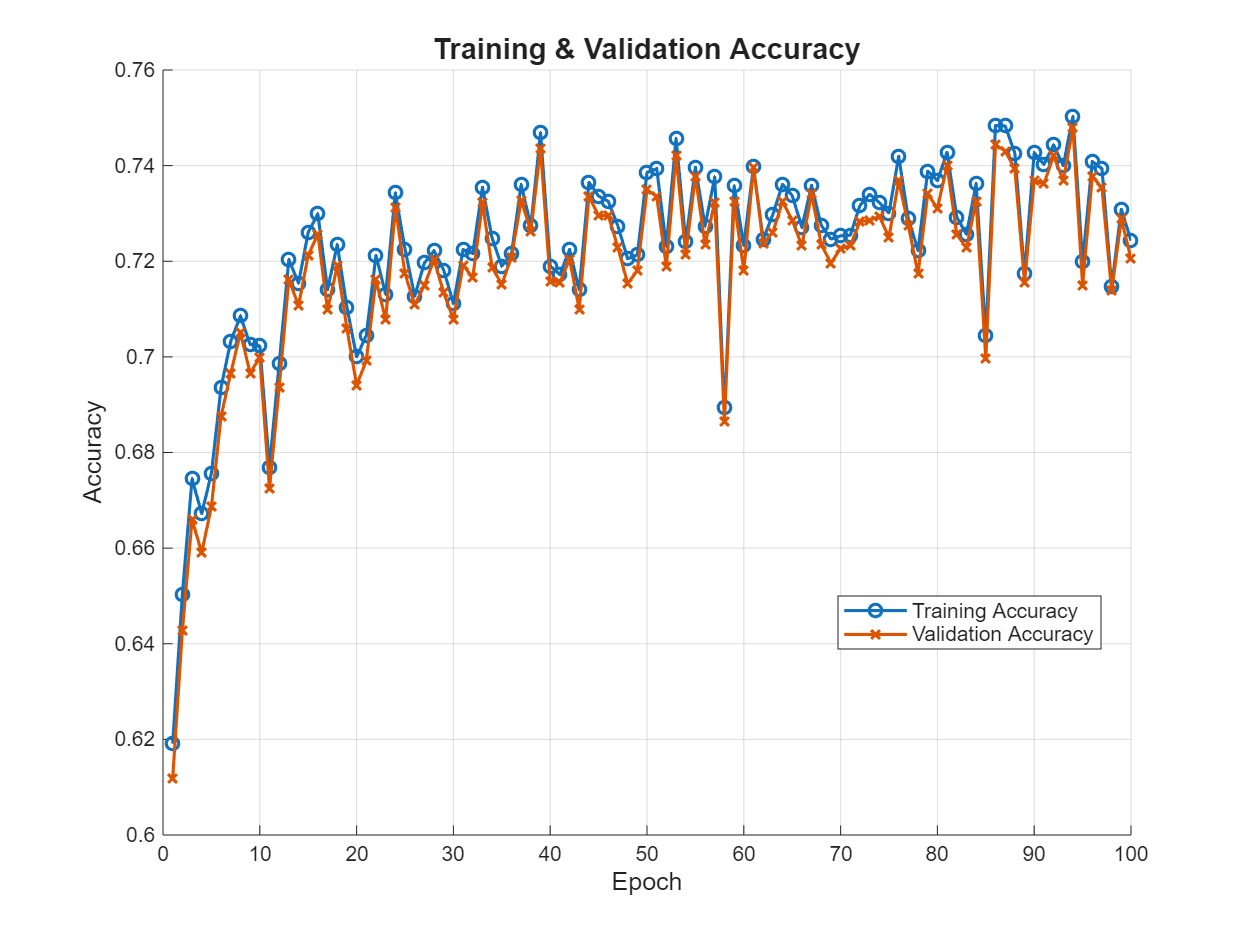 Training & Validation Accuracy
0.76
0.74
0.72
0.7
0.68
0.66
0.64
0.62
0.6
Accuracy
Training Accuracy
Validation Accuracy
0 10 20 30 40 50 60 70 80 90 100
Epoch